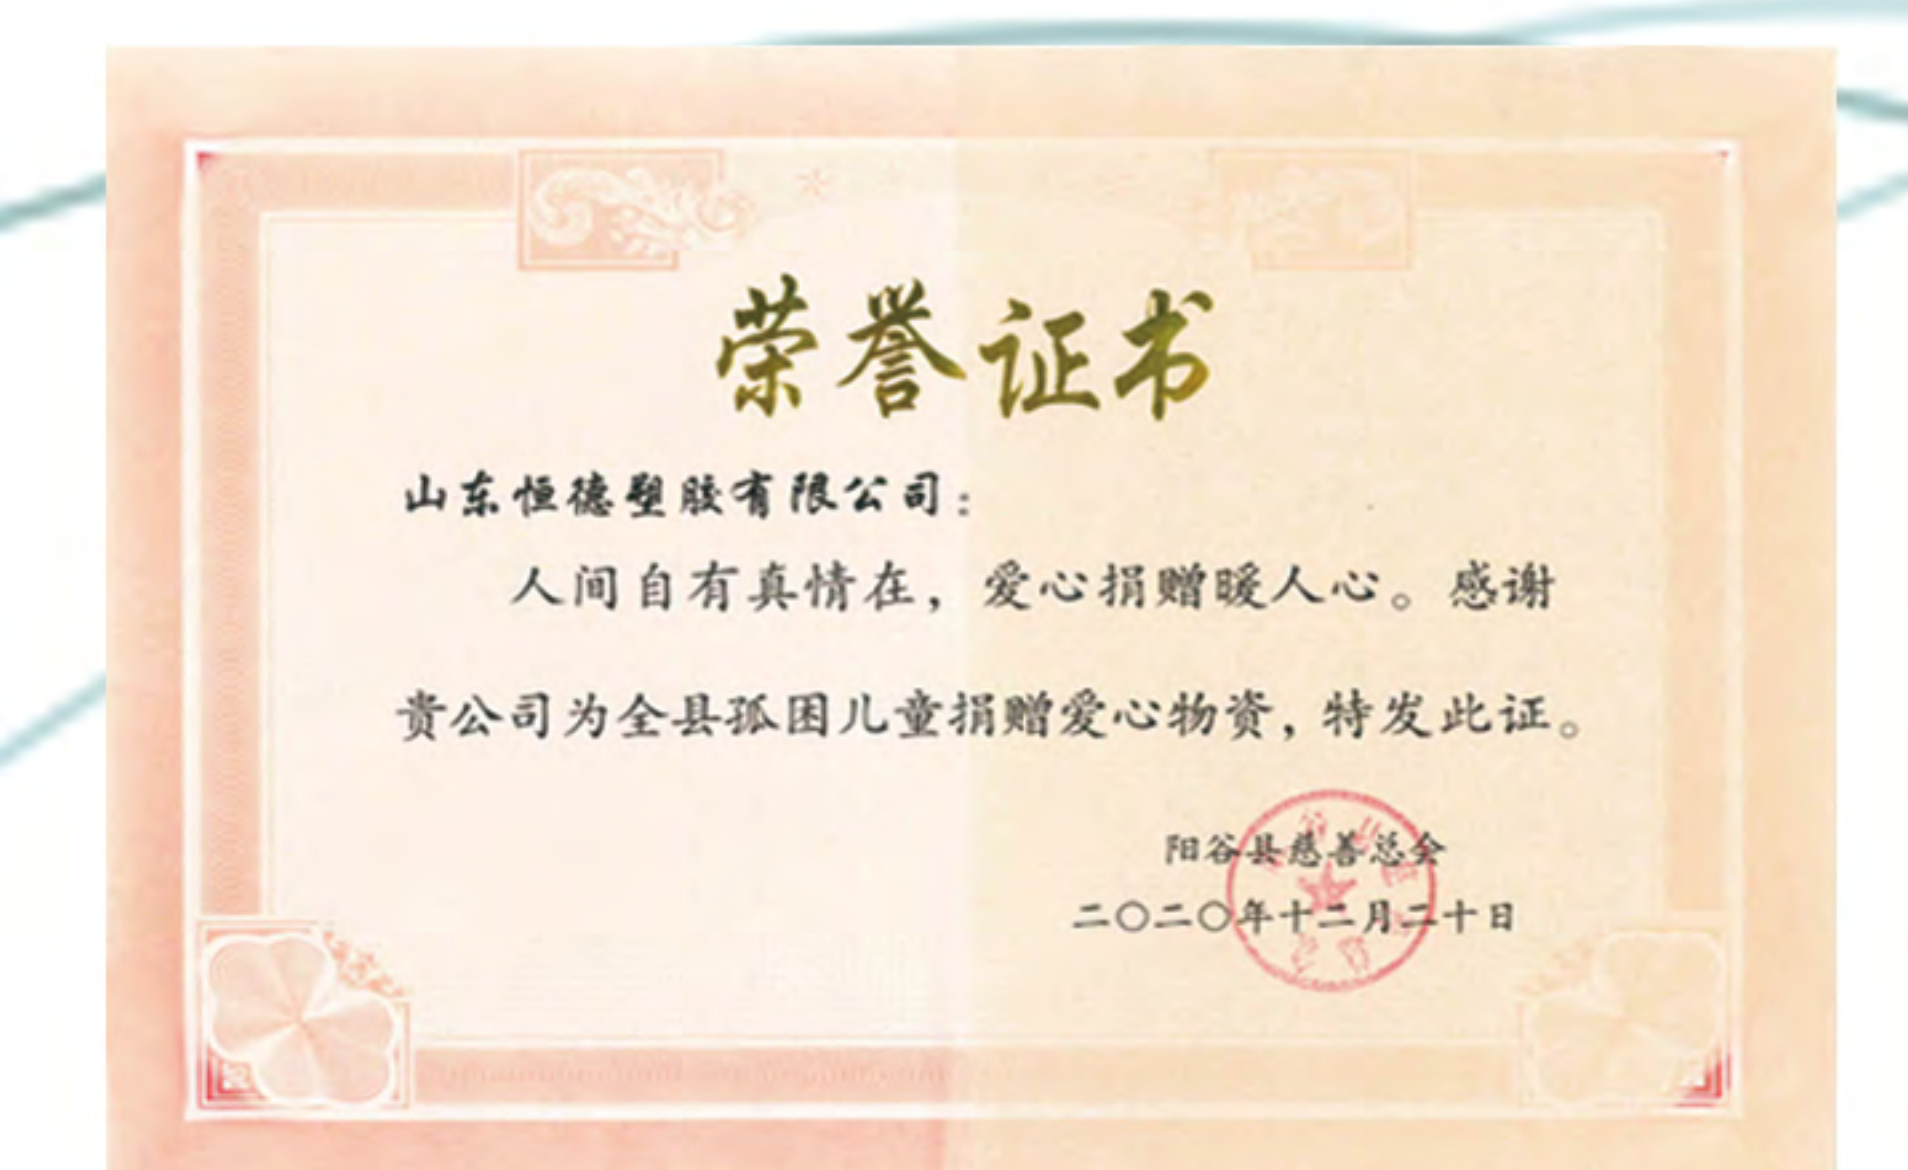 荣誉证书
山东恒德塑胶有限公司：
人间自有真情在，爱心捐赠暖人心。感谢
贵公司为全县孤困儿童捐赠爱心物资，特发此证。
阳谷县慈善总会
二〇二〇年十二月二十日